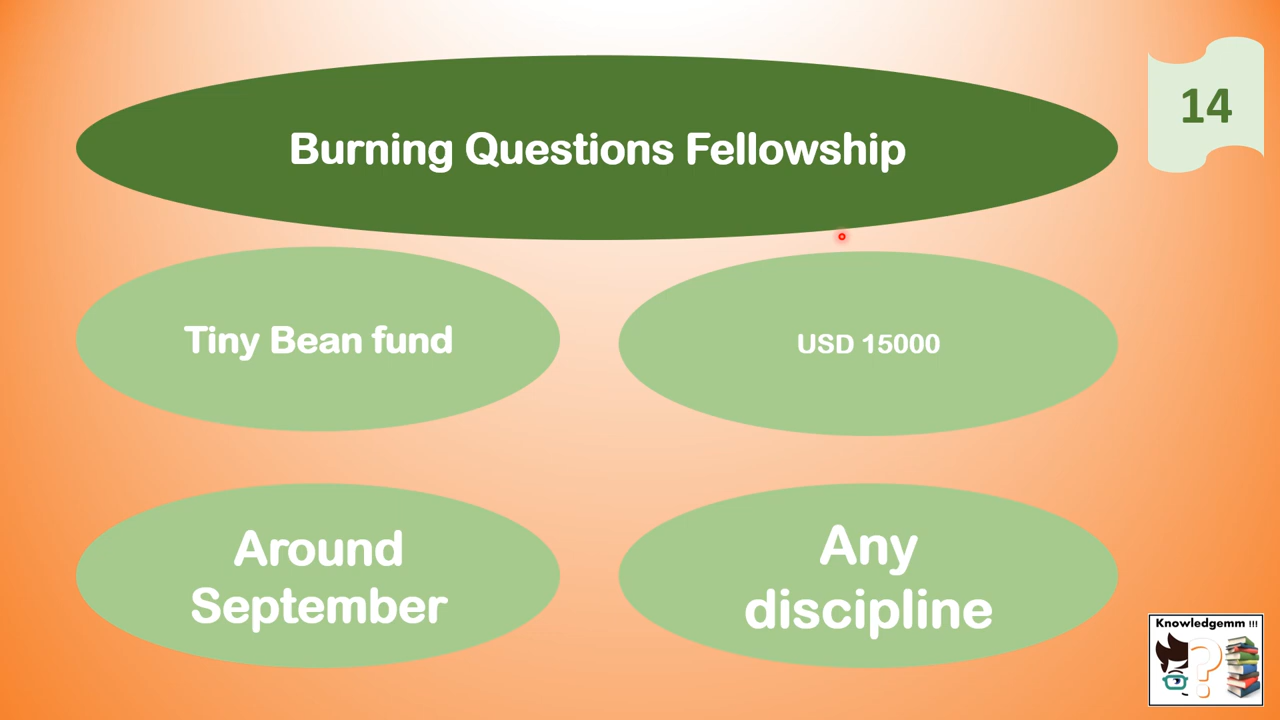 Burning Questions Fellowship
14
Tiny Bean fund
USD 15000
Around
September
Any
discipline
Knowledgemm !!!
?